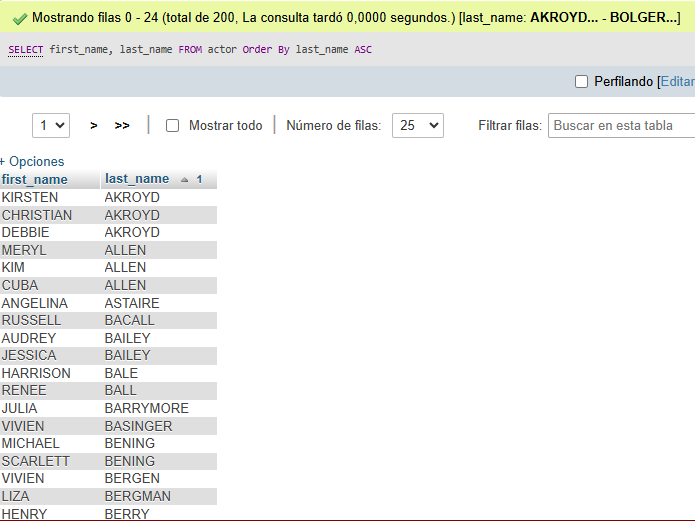 Mostrando filas 0 - 24 (total de 200, La consulta tardó 0,0000 segundos.) [last_name: AKROYD... - BOLGER...]
SELECT first_name, last_name FROM actor Order By last_name ASC
Perfilando [Editar
1 > >> Mostrar todo Número de filas: 25 Filtrar filas: Buscar en esta tabla
+ Opciones
first_name last_name 1
KIRSTEN AKROYD
CHRISTIAN AKROYD
DEBBIE AKROYD
MERYL ALLEN
KIM ALLEN
CUBA ALLEN
ANGELINA ASTAIRE
RUSSELL BACALL
AUDREY BAILEY
JESSICA BAILEY
HARRISON BALE
RENEE BALL
JULIA BARRYMORE
VIVIEN BASINGER
MICHAEL BENING
SCARLETT BENING
VIVIEN BERGEN
LIZA BERGMAN
HENRY BERRY